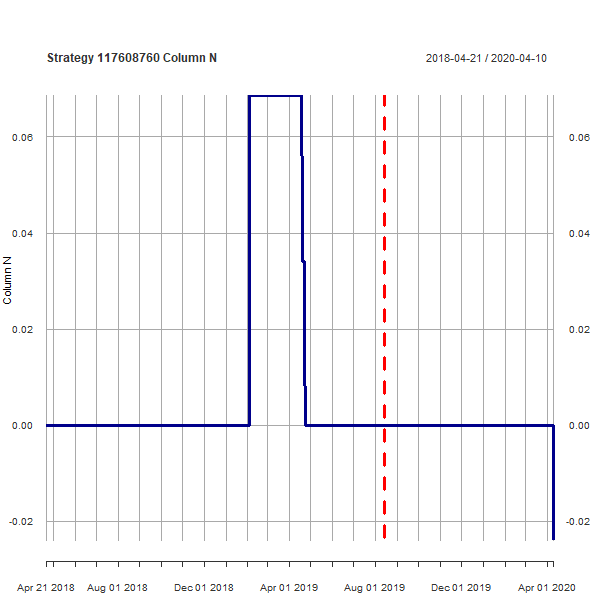 Strategy 117608760 Column N
2018-04-21 / 2020-04-10
0.06 0.06
0.04 0.04
Column N
0.02 0.02
0.00 0.00
-0.02 -0.02
Apr 21 2018 Aug 01 2018 Dec 01 2018 Apr 01 2019 Aug 01 2019 Dec 01 2019 Apr 01 2020